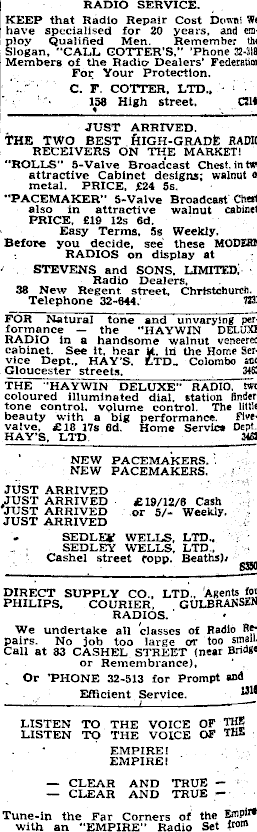 RADIO SERVICE.
KEEP that Radio Repair Cost Down! We
have specialised for 20 years, and em-
ploy Qualified Men. Remember the
Slogan, "CALL COTTER'S," 'Phone
Members of the Radio Dealers' Federation
For Your Protection.
C. F. COTTER, LTD.,
158 High street. C214
JUST ARRIVED.
THE TWO BEST HIGH-GRADE RADIO
RECEIVERS ON THE MARKET!
"ROLLS" 5-Valve Broadcast Chest, in two
attractive Cabinet designs; walnut or
metal. PRICE, £24 5s.
"PACEMAKER" 5-Valve Broadcast Chest
also in attractive walnut cabinet
PRICE, £19 12s 6d.
Easy Terms, 5s Weekly.
Before you decide, see these MODERN
RADIOS on display at
STEVENS and SONS, LIMITED,
Radio Dealers,
38 New Regent street, Christchurch.
Telephone 32-644.
FOR Natural tone and unvarying per-
formance — the "HAYWIN DELUXE
RADIO in a handsome walnut veneered
cabinet. See it, hear it, in the Home Ser-
vice Dept., HAY'S, LTD., Colombo and
Gloucester streets. 3462
THE "HAYWIN DELUXE" RADIO, two
coloured illuminated dial, station finder
tone control, volume control. The little
beauty with a big performance. Five-
valve, £18 17s 6d. Home Service Dept.
HAY'S, LTD. 3462
NEW PACEMAKERS.
NEW PACEMAKERS.
JUST ARRIVED
JUST ARRIVED £19/12/6 Cash
JUST ARRIVED or 5/- Weekly.
JUST ARRIVED
SEDLEY WELLS, LTD.,
SEDLEY WELLS, LTD.,
Cashel street (opp. Beaths).
DIRECT SUPPLY CO., LTD., Agents for
PHILIPS, COURIER, GULBRANSEN
RADIOS.
We undertake all classes of Radio Re-
pairs. No job too large or too small.
Call at 83 CASHEL STREET (near Bridge
or Remembrance),
Or 'PHONE 32-513 for Prompt and
Efficient Service. 1316
LISTEN TO THE VOICE OF THE
LISTEN TO THE VOICE OF THE
EMPIRE!
EMPIRE!
— CLEAR AND TRUE —
— CLEAR AND TRUE —
Tune-in the Far Corners of the Empire
with an "EMPIRE" Radio Set from